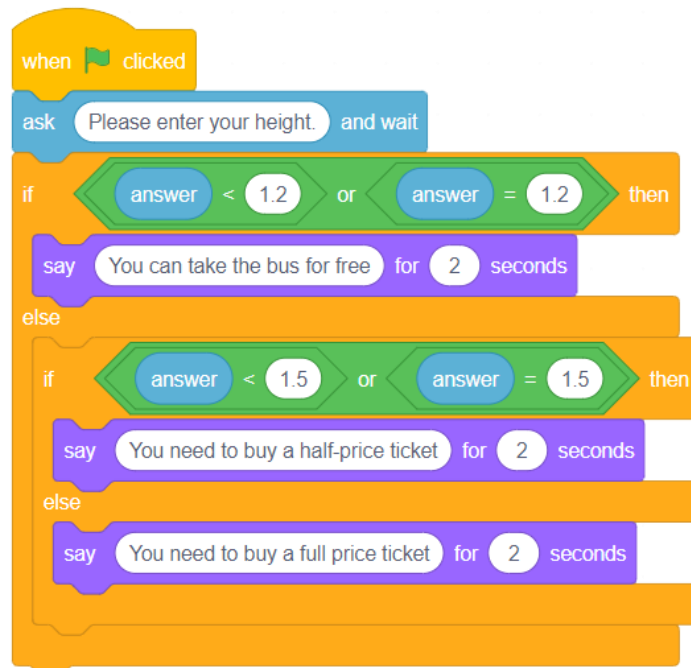 when clicked
ask Please enter your height. and wait
if answer < 1.2 or answer = 1.2 then
say You can take the bus for free for 2 seconds
else
if answer < 1.5 or answer = 1.5 then
say You need to buy a half-price ticket for 2 seconds
else
say You need to buy a full price ticket for 2 seconds